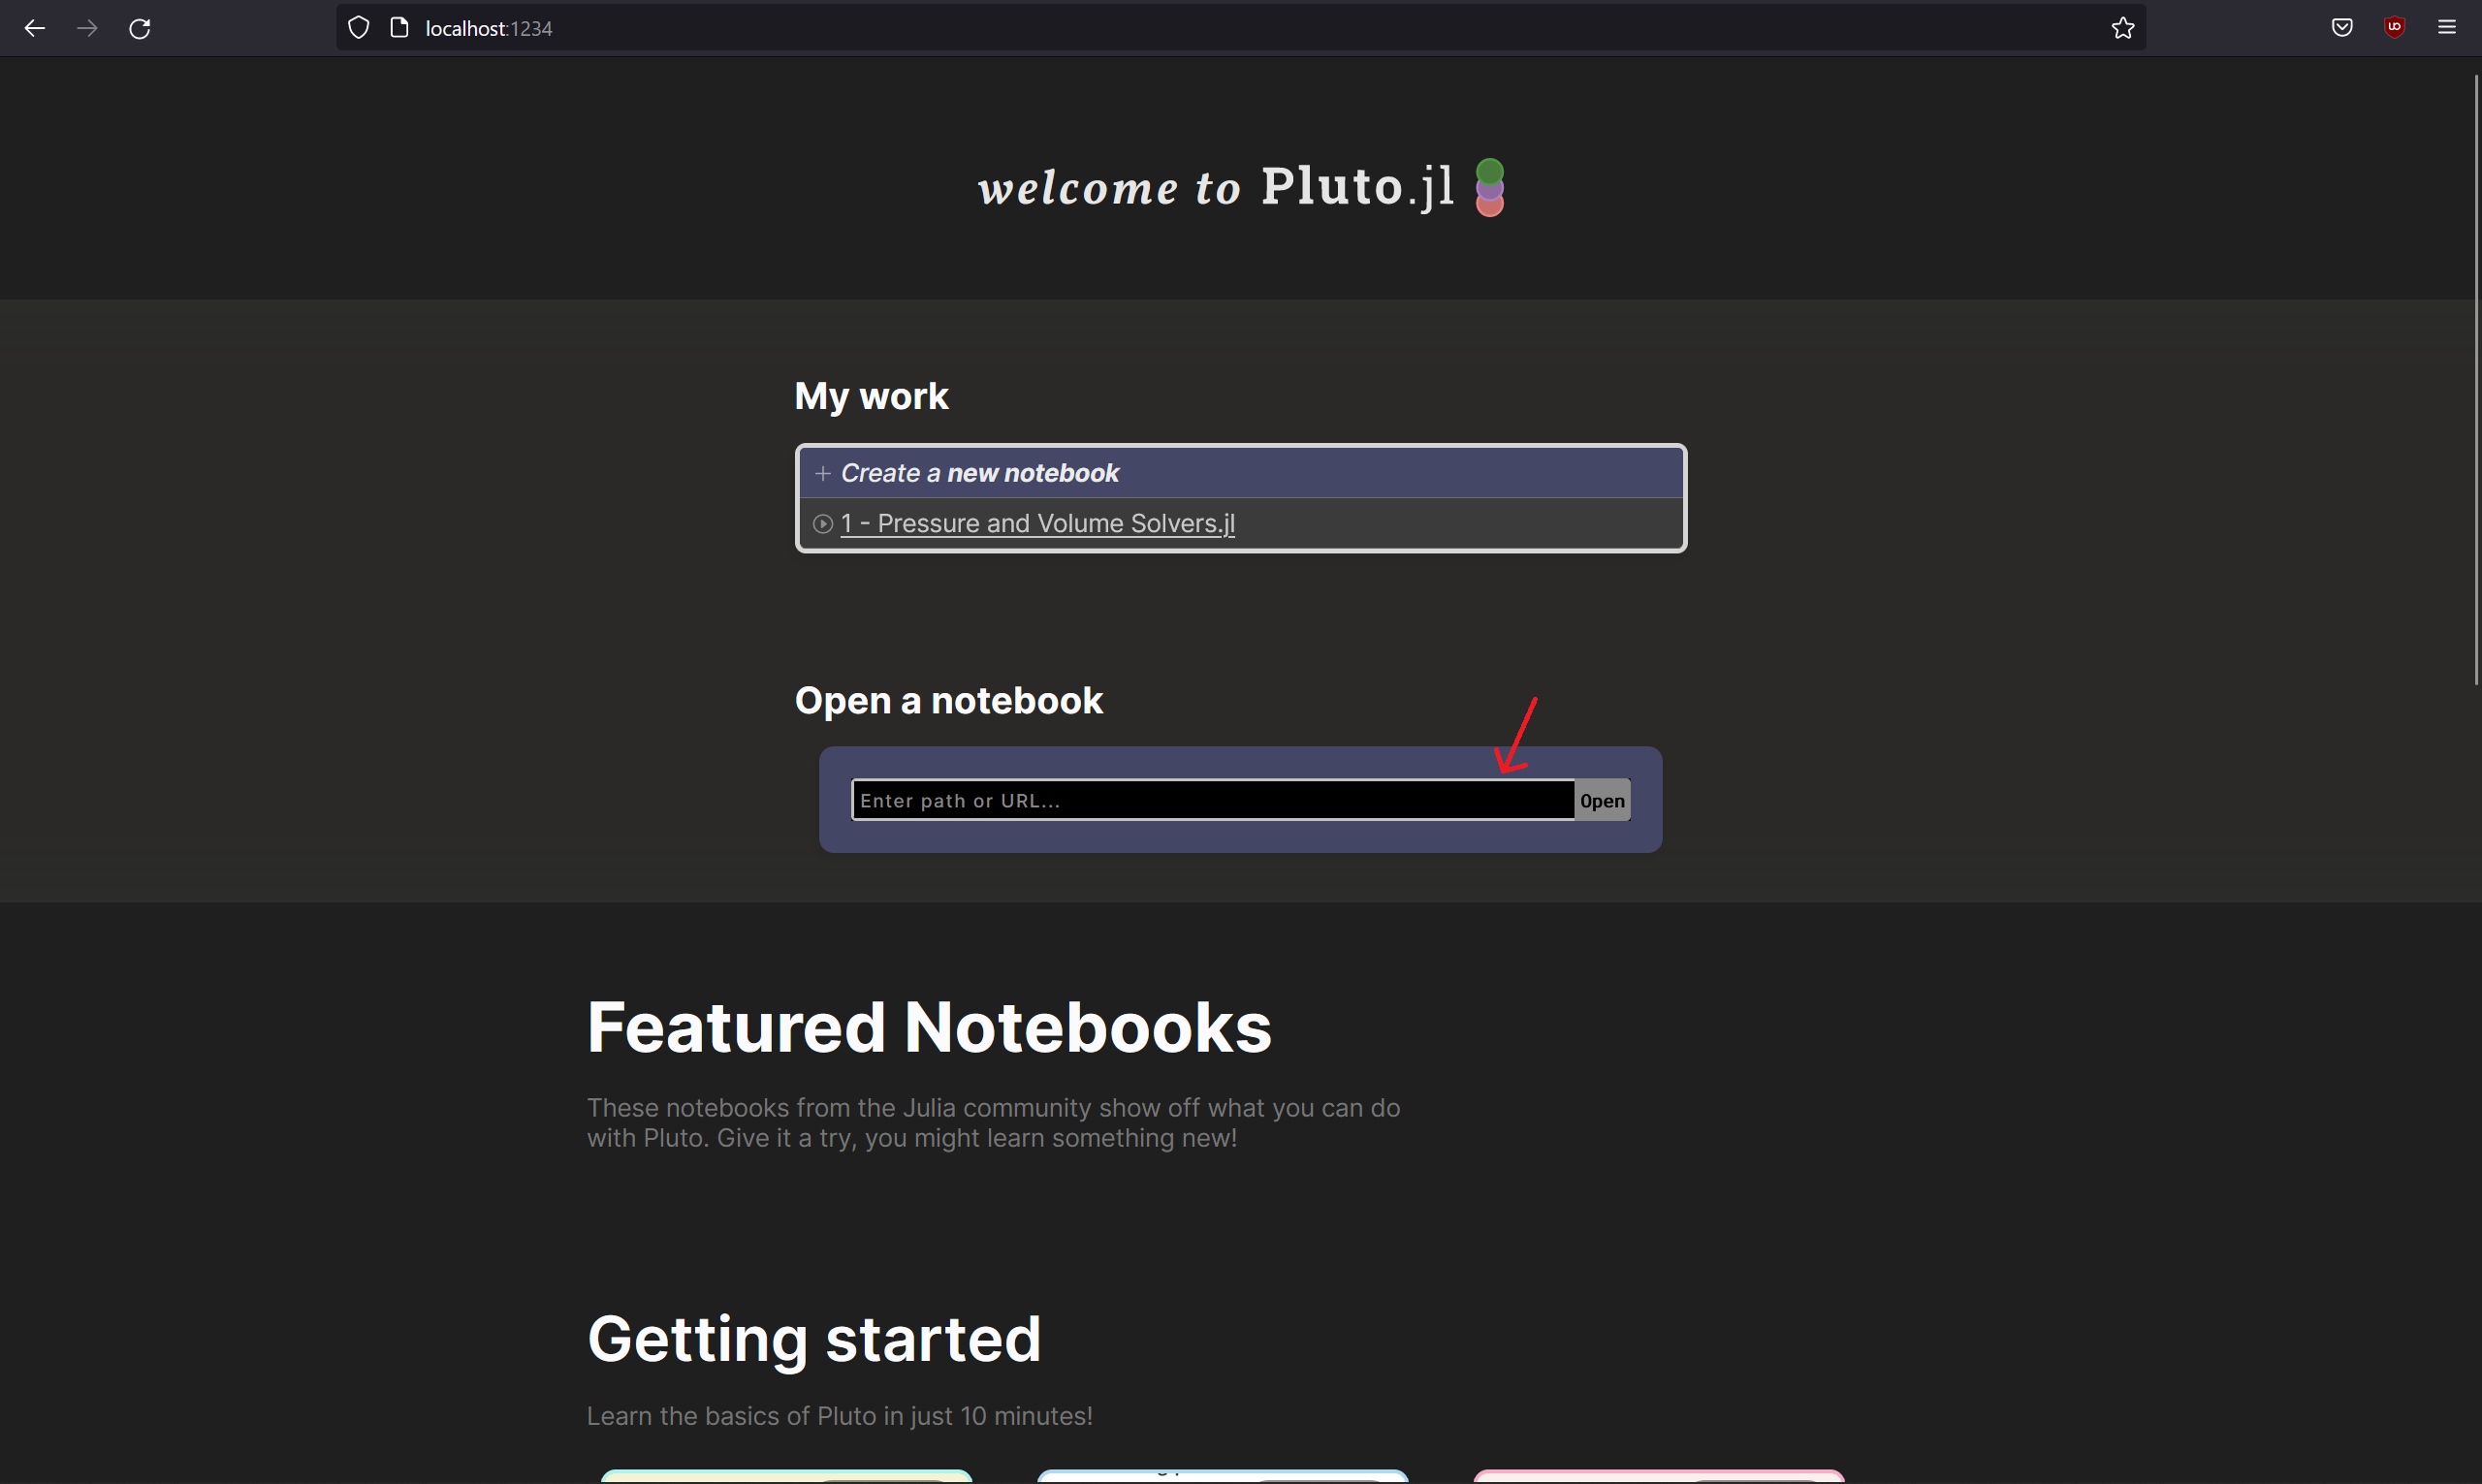 localhost:1234
welcome to Pluto.jl
My work
+ Create a new notebook
1 - Pressure and Volume Solvers.jl
Open a notebook
Enter path or URL... Open
Featured Notebooks
These notebooks from the Julia community show off what you can do
with Pluto. Give it a try, you might learn something new!
Getting started
Learn the basics of Pluto in just 10 minutes!